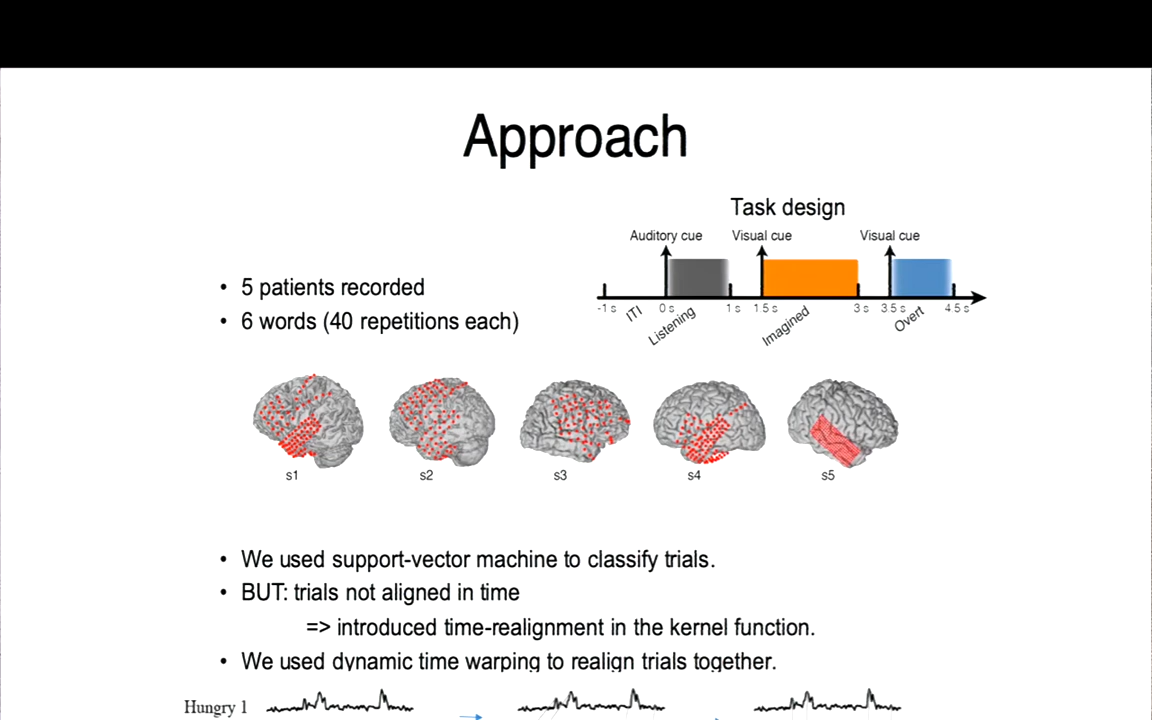 Approach
Task design
Auditory cue
Visual cue
Visual cue
• 5 patients recorded
• 6 words (40 repetitions each)
-1 s
ITI
0 s
Listening
1 s
1.5 s
Imagined
3 s
3.5 s
Overt
4.5 s
s1
s2
s3
s4
s5
• We used support-vector machine to classify trials.
• BUT: trials not aligned in time
=> introduced time-realignment in the kernel function.
• We used dynamic time warping to realign trials together.
Hungry 1